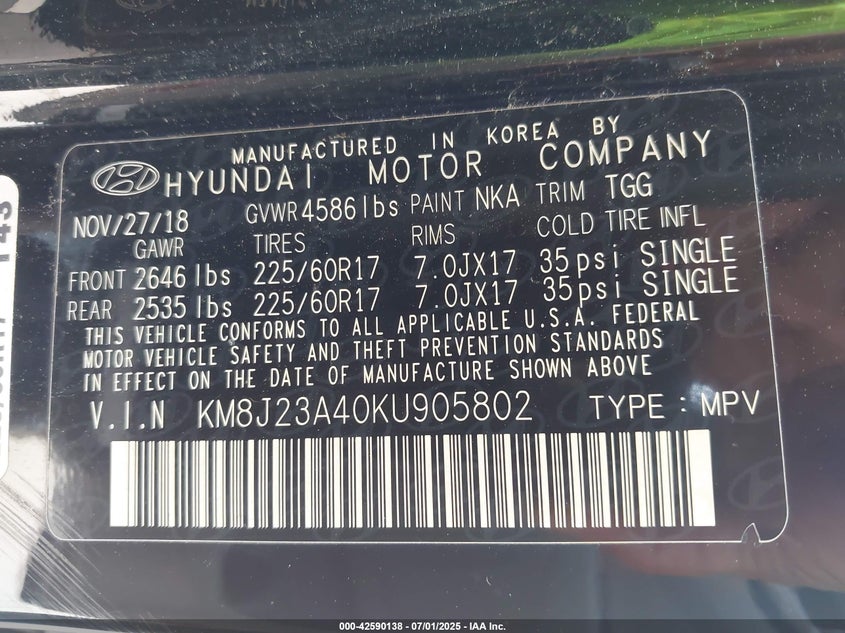 MANUFACTURED IN KOREA BY
HYUNDAI MOTOR COMPANY
NOV/27/18 GVWR 4586 lbs PAINT NKA TRIM TGG
GAWR TIRES RIMS COLD TIRE INFL
FRONT 2646 lbs 225/60R17 7.0JX17 35psi SINGLE
REAR 2535 lbs 225/60R17 7.0JX17 35psi SINGLE
THIS VEHICLE CONFORMS TO ALL APPLICABLE U.S.A. FEDERAL
MOTOR VEHICLE SAFETY AND THEFT PREVENTION STANDARDS
IN EFFECT ON THE DATE OF MANUFACTURE SHOWN ABOVE
V.I.N KM8J23A40KU905802 TYPE : MPV
000-42590138 - 07/01/2025 - IAA Inc.